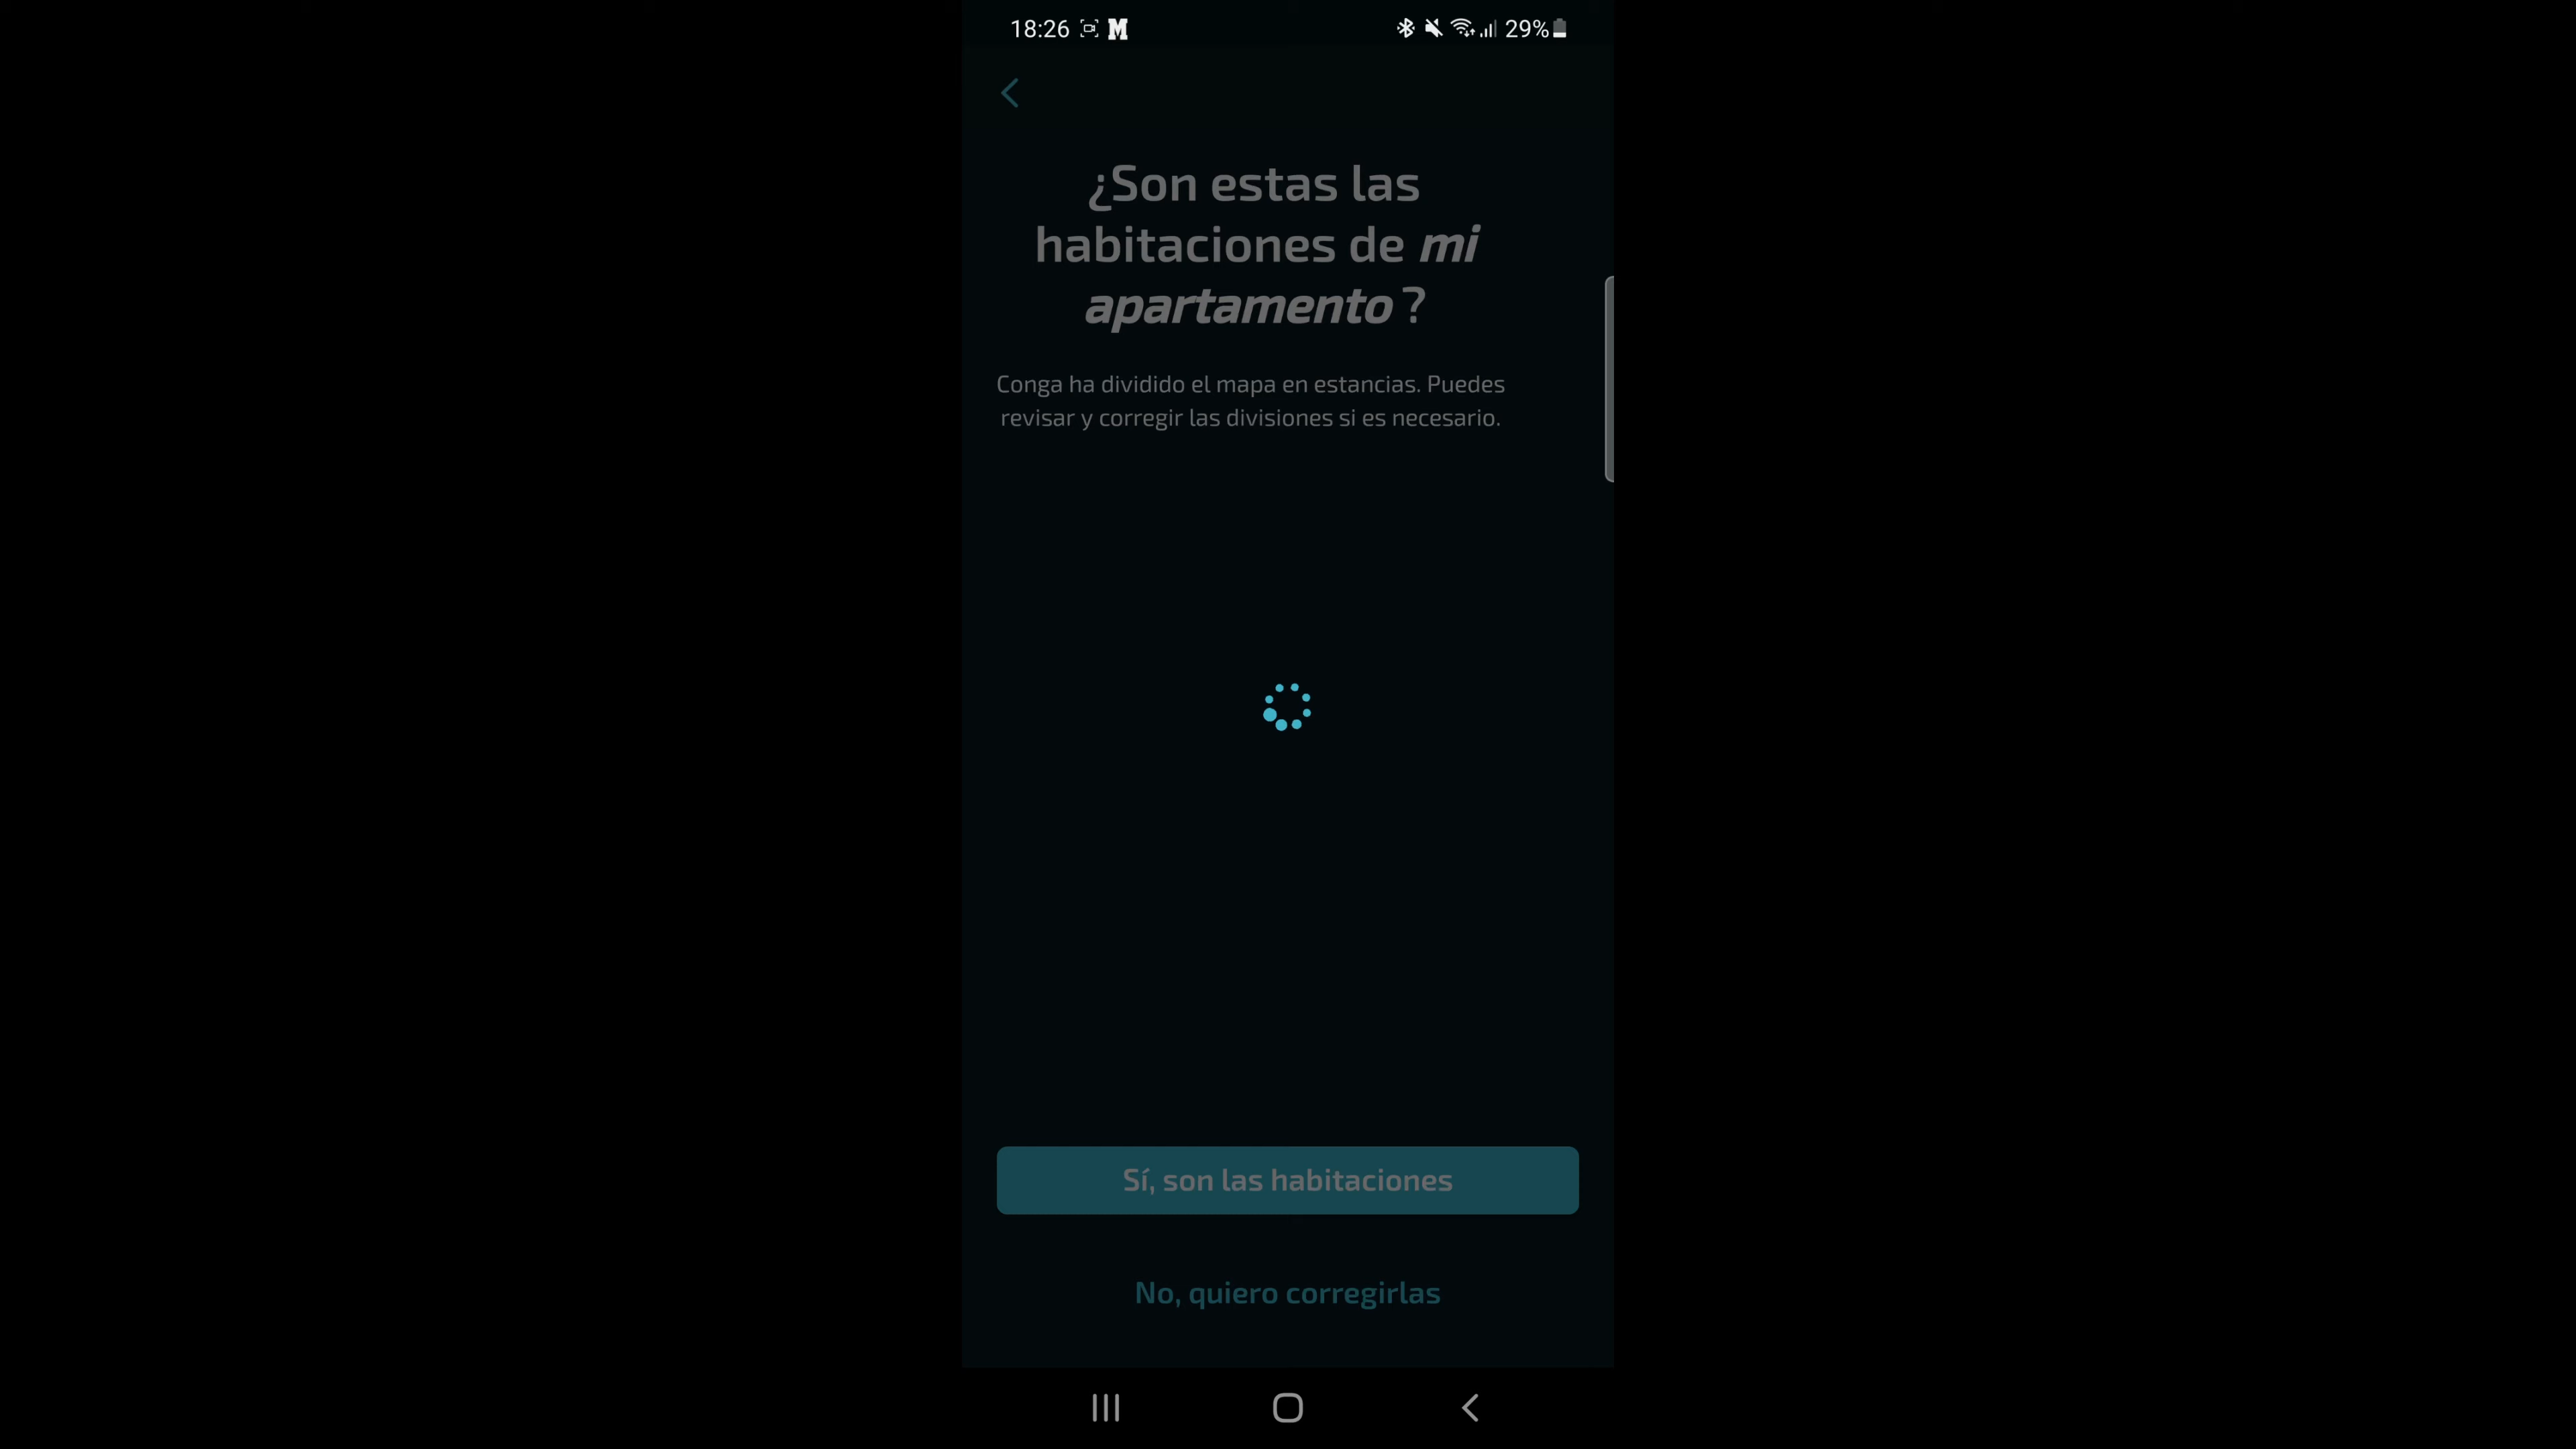 18:26
29%
¿Son estas las
habitaciones de mi
apartamento ?
Conga ha dividido el mapa en estancias. Puedes
revisar y corregir las divisiones si es necesario.
Sí, son las habitaciones
No, quiero corregirlas